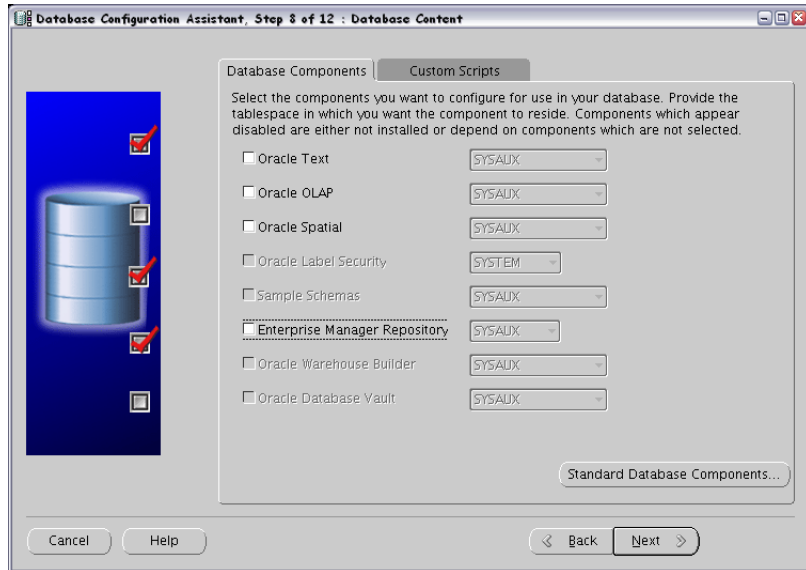 Database Configuration Assistant, Step 8 of 12 : Database Content
Database Components
Custom Scripts
Select the components you want to configure for use in your database. Provide the
tablespace in which you want the component to reside. Components which appear
disabled are either not installed or depend on components which are not selected.
Oracle Text SYSAUX
Oracle OLAP SYSAUX
Oracle Spatial SYSAUX
Oracle Label Security SYSTEM
Sample Schemas SYSAUX
Enterprise Manager Repository SYSAUX
Oracle Warehouse Builder SYSAUX
Oracle Database Vault SYSAUX
Standard Database Components...
Cancel Help Back Next